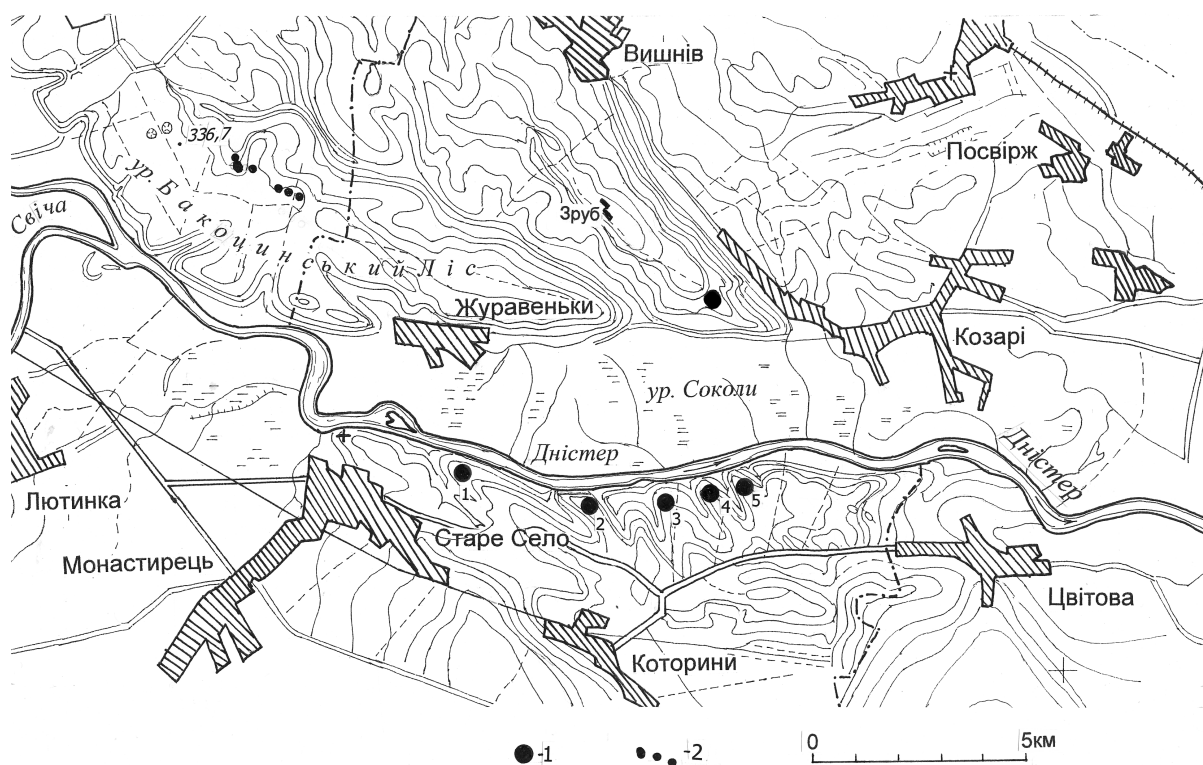 Вишнів
Посвірж
336,7
ур. Бакоцинський Ліс
Свіча
Зруб
Журавеньки
Козарі
ур. Соколи
Дністер
Дністер
1
2
3
4
5
Лютинка
Старе Село
Монастирець
Цвітова
Которини
-1
-2
0
5км